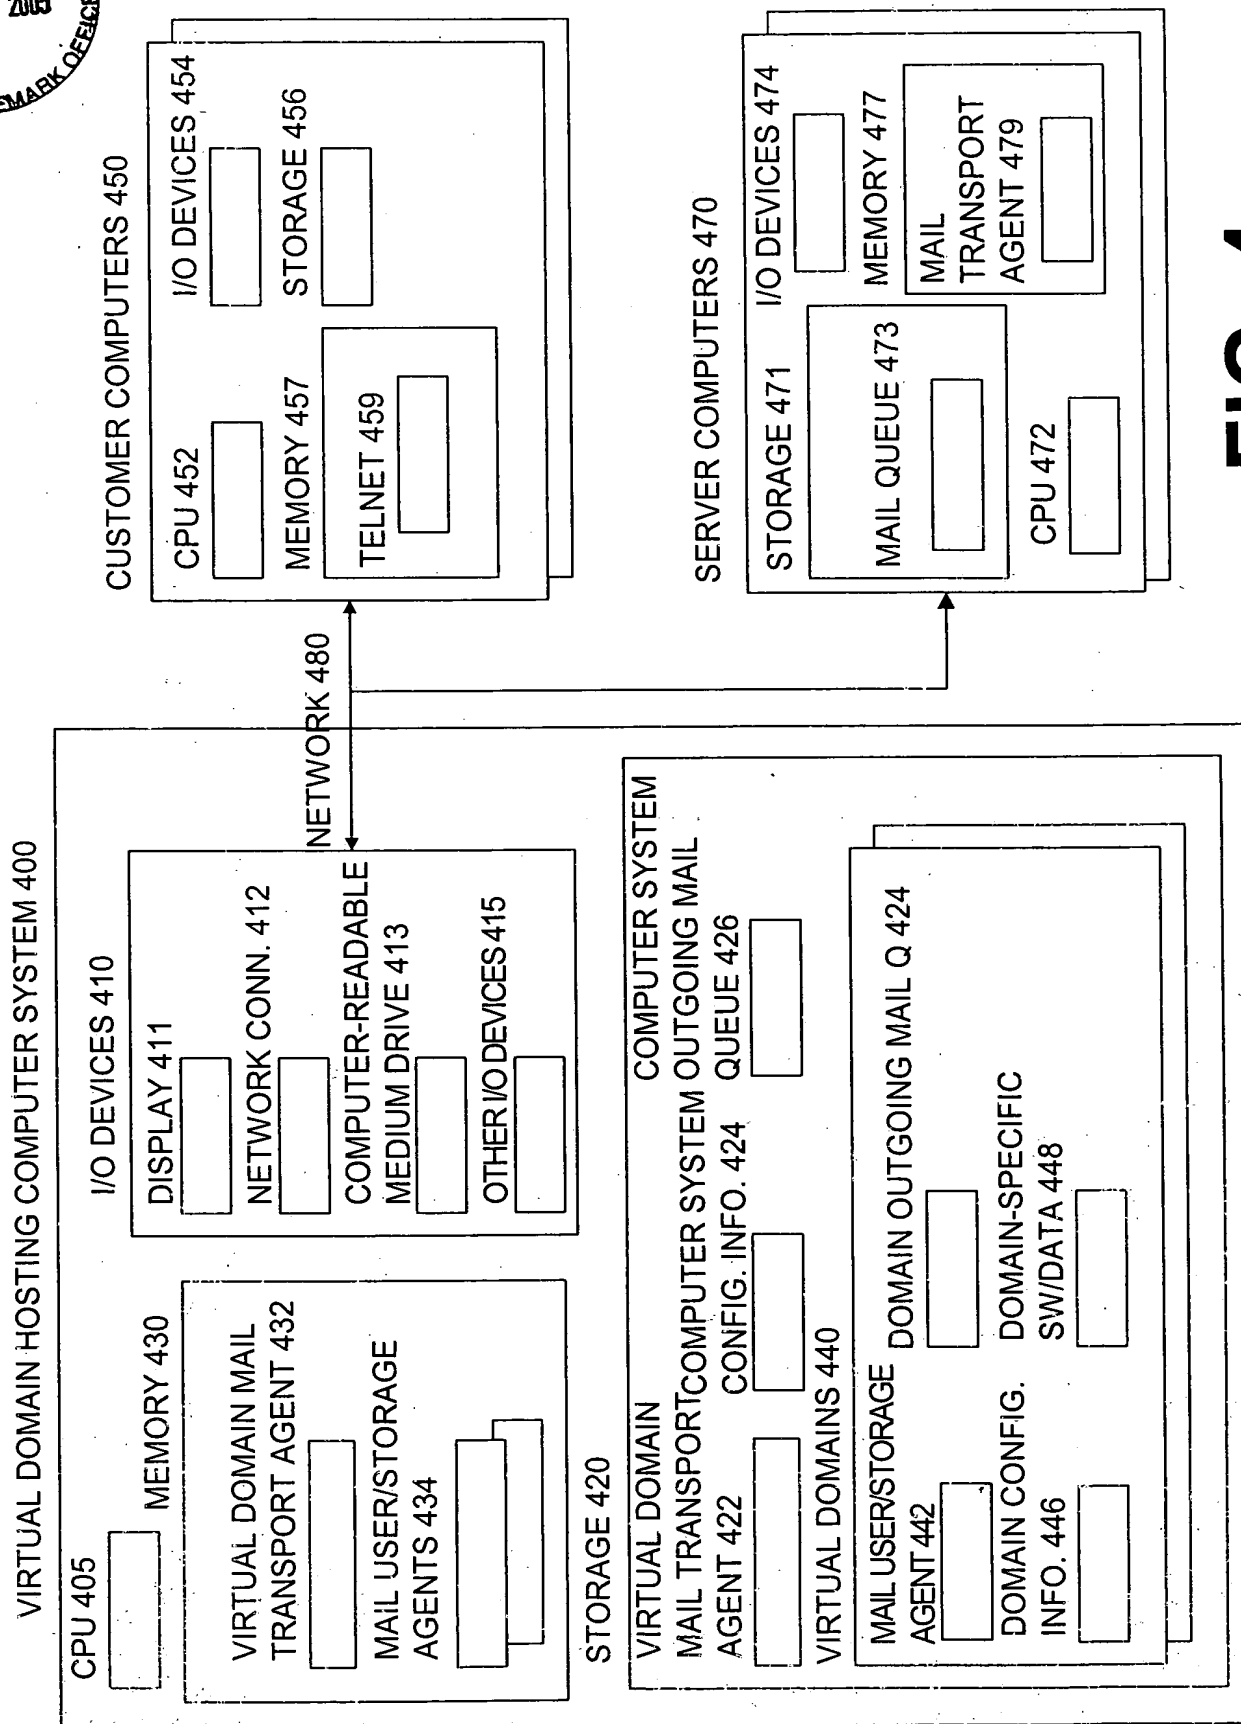 2005
EMARK OFFICE
VIRTUAL DOMAIN HOSTING COMPUTER SYSTEM 400
CPU 405
MEMORY 430
VIRTUAL DOMAIN MAIL
TRANSPORT AGENT 432
MAIL USER/STORAGE
AGENTS 434
I/O DEVICES 410
DISPLAY 411
NETWORK CONN. 412
COMPUTER-READABLE
MEDIUM DRIVE 413
OTHER I/O DEVICES 415
STORAGE 420
VIRTUAL DOMAIN
MAIL TRANSPORT
AGENT 422
COMPUTER SYSTEM
CONFIG. INFO. 424
COMPUTER SYSTEM
OUTGOING MAIL
QUEUE 426
VIRTUAL DOMAINS 440
MAIL USER/STORAGE
AGENT 442
DOMAIN OUTGOING MAIL Q 424
DOMAIN CONFIG.
INFO. 446
DOMAIN-SPECIFIC
SW/DATA 448
NETWORK 480
CUSTOMER COMPUTERS 450
CPU 452
I/O DEVICES 454
MEMORY 457
TELNET 459
STORAGE 456
SERVER COMPUTERS 470
STORAGE 471
MAIL QUEUE 473
I/O DEVICES 474
MEMORY 477
MAIL
TRANSPORT
AGENT 479
CPU 472